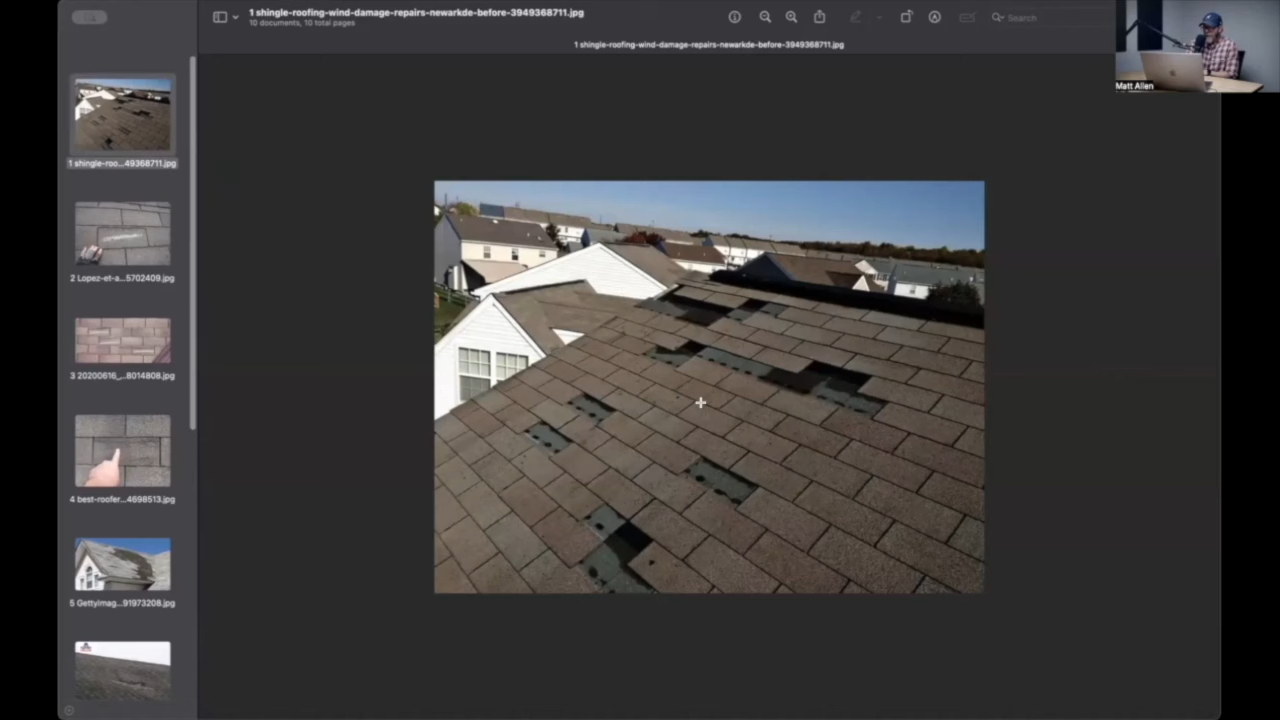 1 shingle-roofing-wind-damage-repairs-newarkde-before-3949368711.jpg
10 documents, 10 total pages
Search
1 shingle-roofing-wind-damage-repairs-newarkde-before-3949368711.jpg
Matt Allen
1 shingle-roo...49368711.jpg
2 Lopez-et-a...5702409.jpg
3 20200616_...8014808.jpg
4 best-roofer...4698513.jpg
5 GettyImag...91973208.jpg